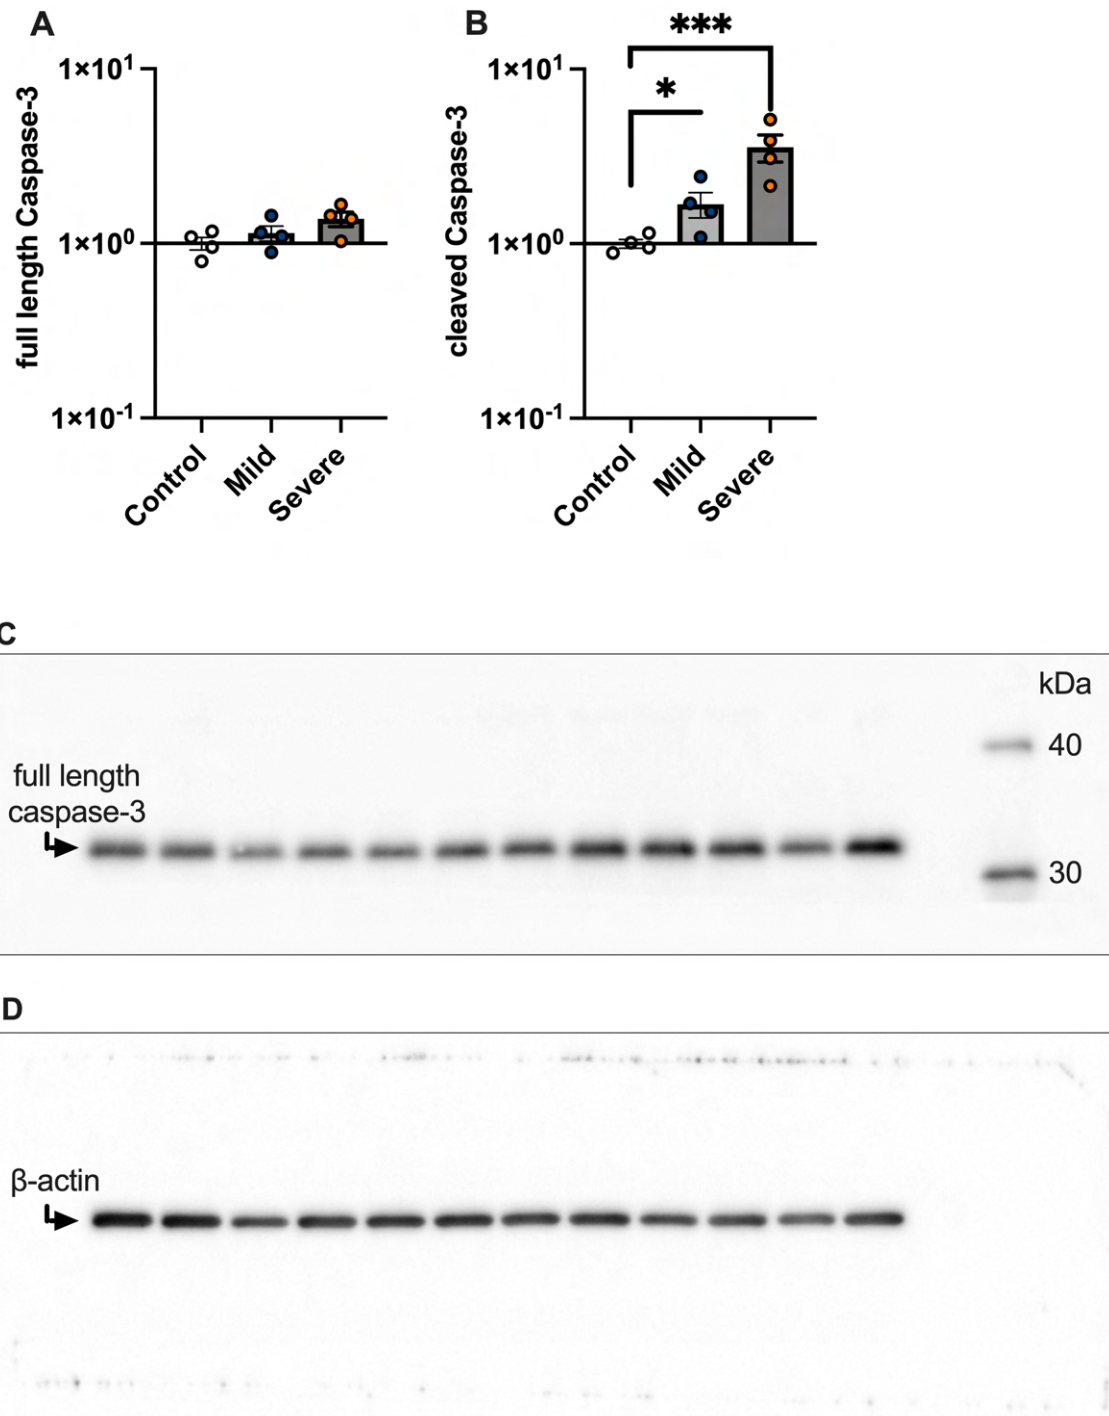 A
full length Caspase-3
1×10¹
1×10⁰
1×10⁻¹
Control
Mild
Severe
B
cleaved Caspase-3
***
*
1×10¹
1×10⁰
1×10⁻¹
Control
Mild
Severe
C
kDa
40
full length
caspase-3
30
D
β-actin